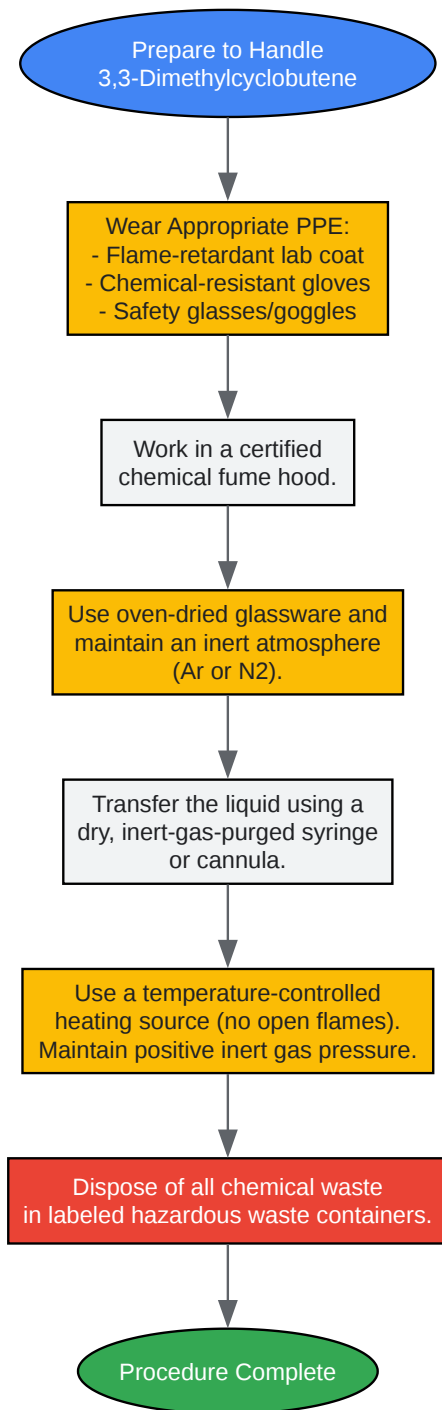 Prepare to Handle
3,3-Dimethylcyclobutene
Wear Appropriate PPE:
- Flame-retardant lab coat
- Chemical-resistant gloves
- Safety glasses/goggles
Work in a certified
chemical fume hood.
Use oven-dried glassware and
maintain an inert atmosphere
(Ar or N2).
Transfer the liquid using a
dry, inert-gas-purged syringe
or cannula.
Use a temperature-controlled
heating source (no open flames).
Maintain positive inert gas pressure.
Dispose of all chemical waste
in labeled hazardous waste containers.
Procedure Complete